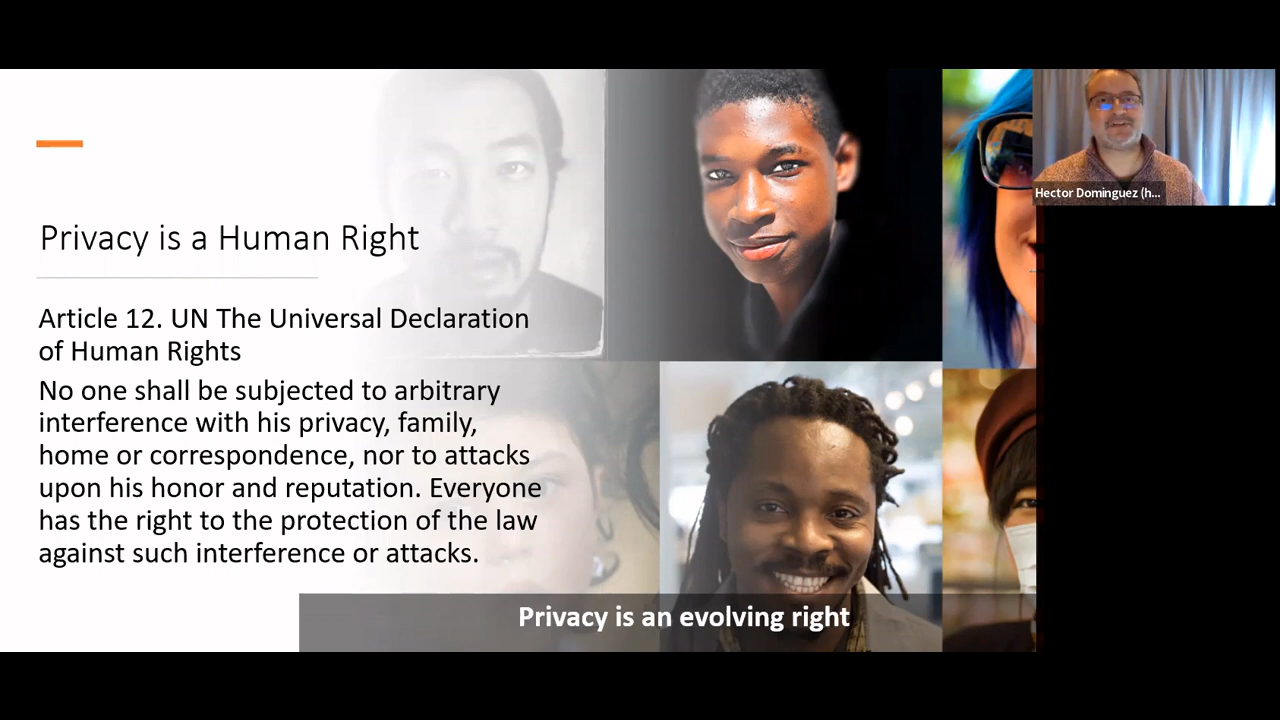 Privacy is a Human Right
Article 12. UN The Universal Declaration
of Human Rights
No one shall be subjected to arbitrary
interference with his privacy, family,
home or correspondence, nor to attacks
upon his honor and reputation. Everyone
has the right to the protection of the law
against such interference or attacks.
Privacy is an evolving right
Hector Dominguez (h...